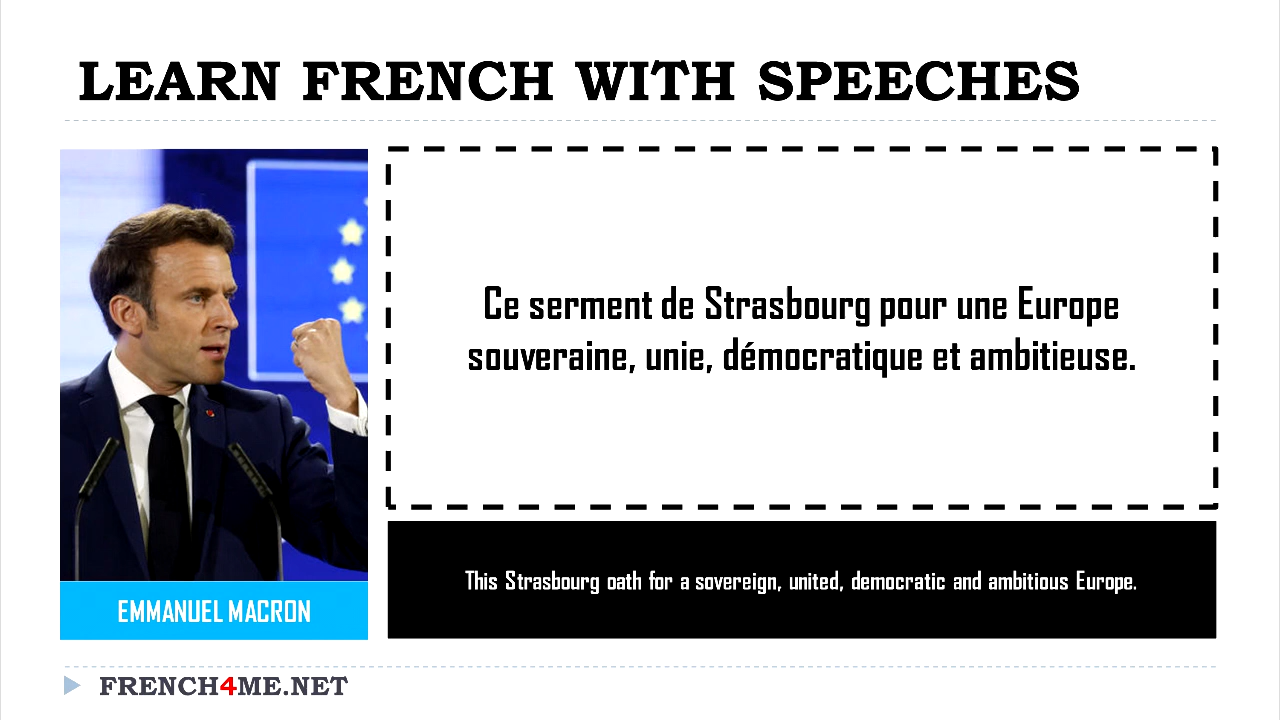 LEARN FRENCH WITH SPEECHES
Ce serment de Strasbourg pour une Europe
souveraine, unie, démocratique et ambitieuse.
This Strasbourg oath for a sovereign, united, democratic and ambitious Europe.
EMMANUEL MACRON
FRENCH4ME.NET